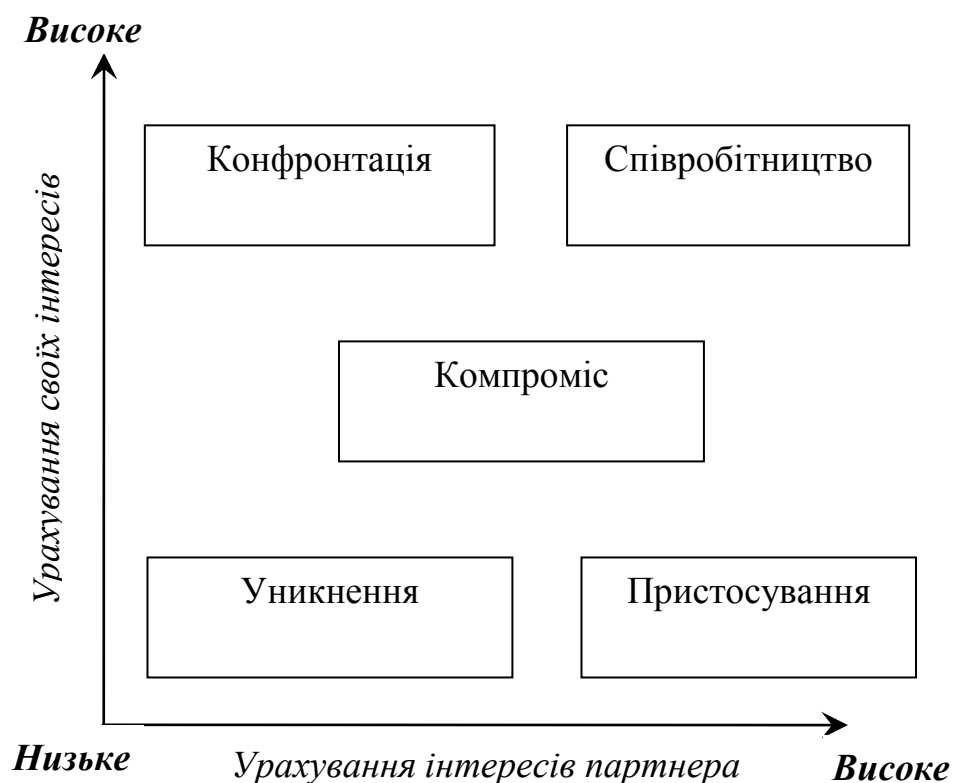 Високе
Урахування своїх інтересів
Конфронтація
Співробітництво
Компроміс
Уникнення
Пристосування
Низьке
Урахування інтересів партнера
Високе